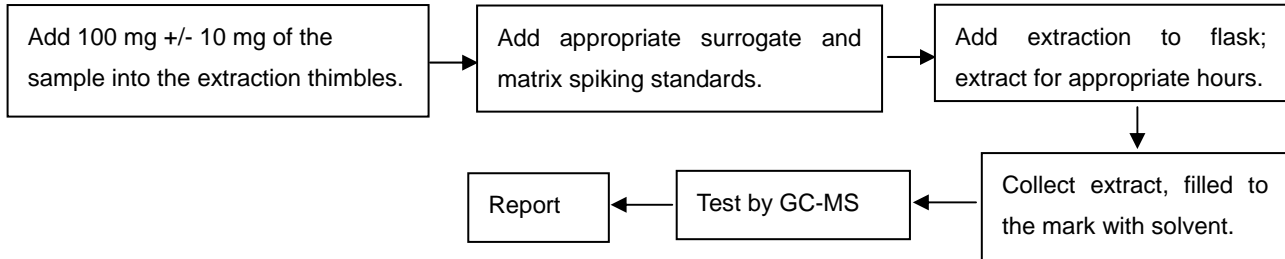 Add 100 mg +/- 10 mg of the
sample into the extraction thimbles.
Add appropriate surrogate and
matrix spiking standards.
Add extraction to flask;
extract for appropriate hours.
Collect extract, filled to
the mark with solvent.
Test by GC-MS
Report